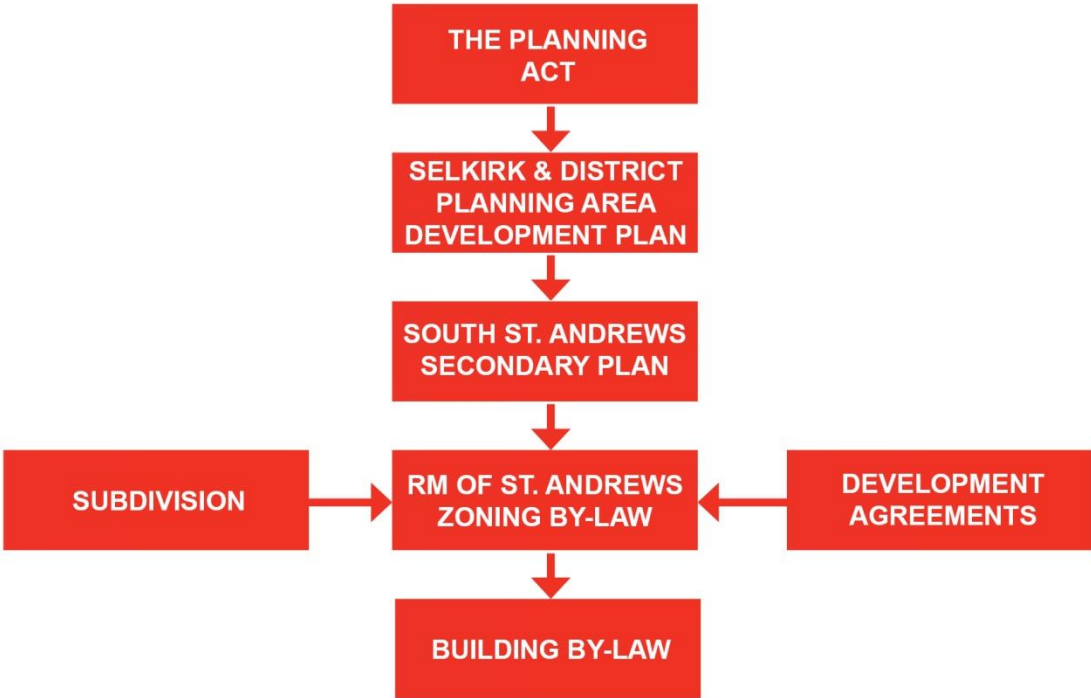 THE PLANNING
ACT
SELKIRK & DISTRICT
PLANNING AREA
DEVELOPMENT PLAN
SOUTH ST. ANDREWS
SECONDARY PLAN
SUBDIVISION
RM OF ST. ANDREWS
ZONING BY-LAW
DEVELOPMENT
AGREEMENTS
BUILDING BY-LAW